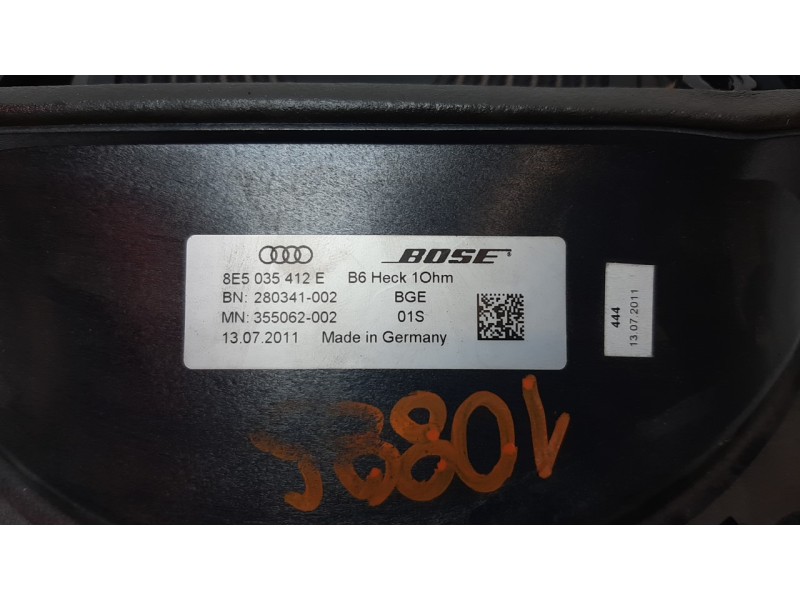 BOSE
8E5 035 412 E B6 Heck 1Ohm
BN: 280341-002 BGE
MN: 355062-002 01S
13.07.2011 Made in Germany
444
13.07.2011